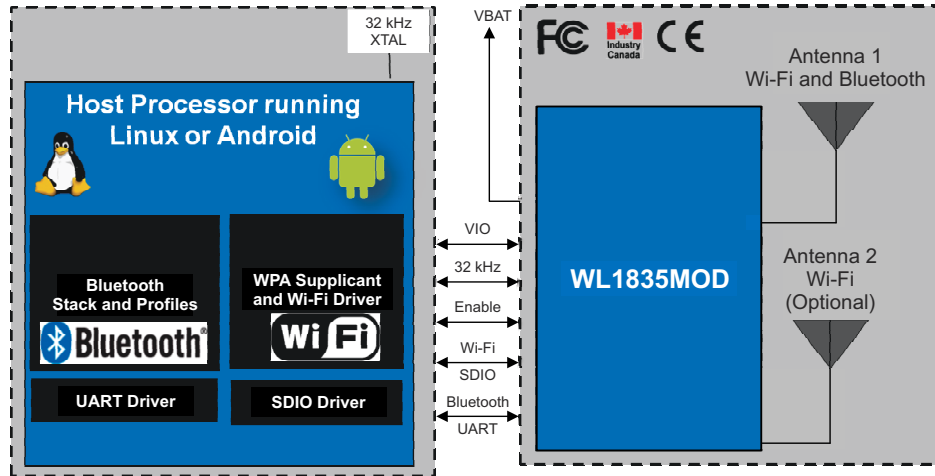 32 kHz
XTAL
Host Processor running
Linux or Android
Bluetooth
Stack and Profiles
Bluetooth®
WPA Supplicant
and Wi-Fi Driver
Wi Fi
UART Driver
SDIO Driver
VBAT
VIO
32 kHz
Enable
Wi-Fi
SDIO
Bluetooth
UART
FC
Industry
Canada
CE
WL1835MOD
Antenna 1
Wi-Fi and Bluetooth
Antenna 2
Wi-Fi
(Optional)